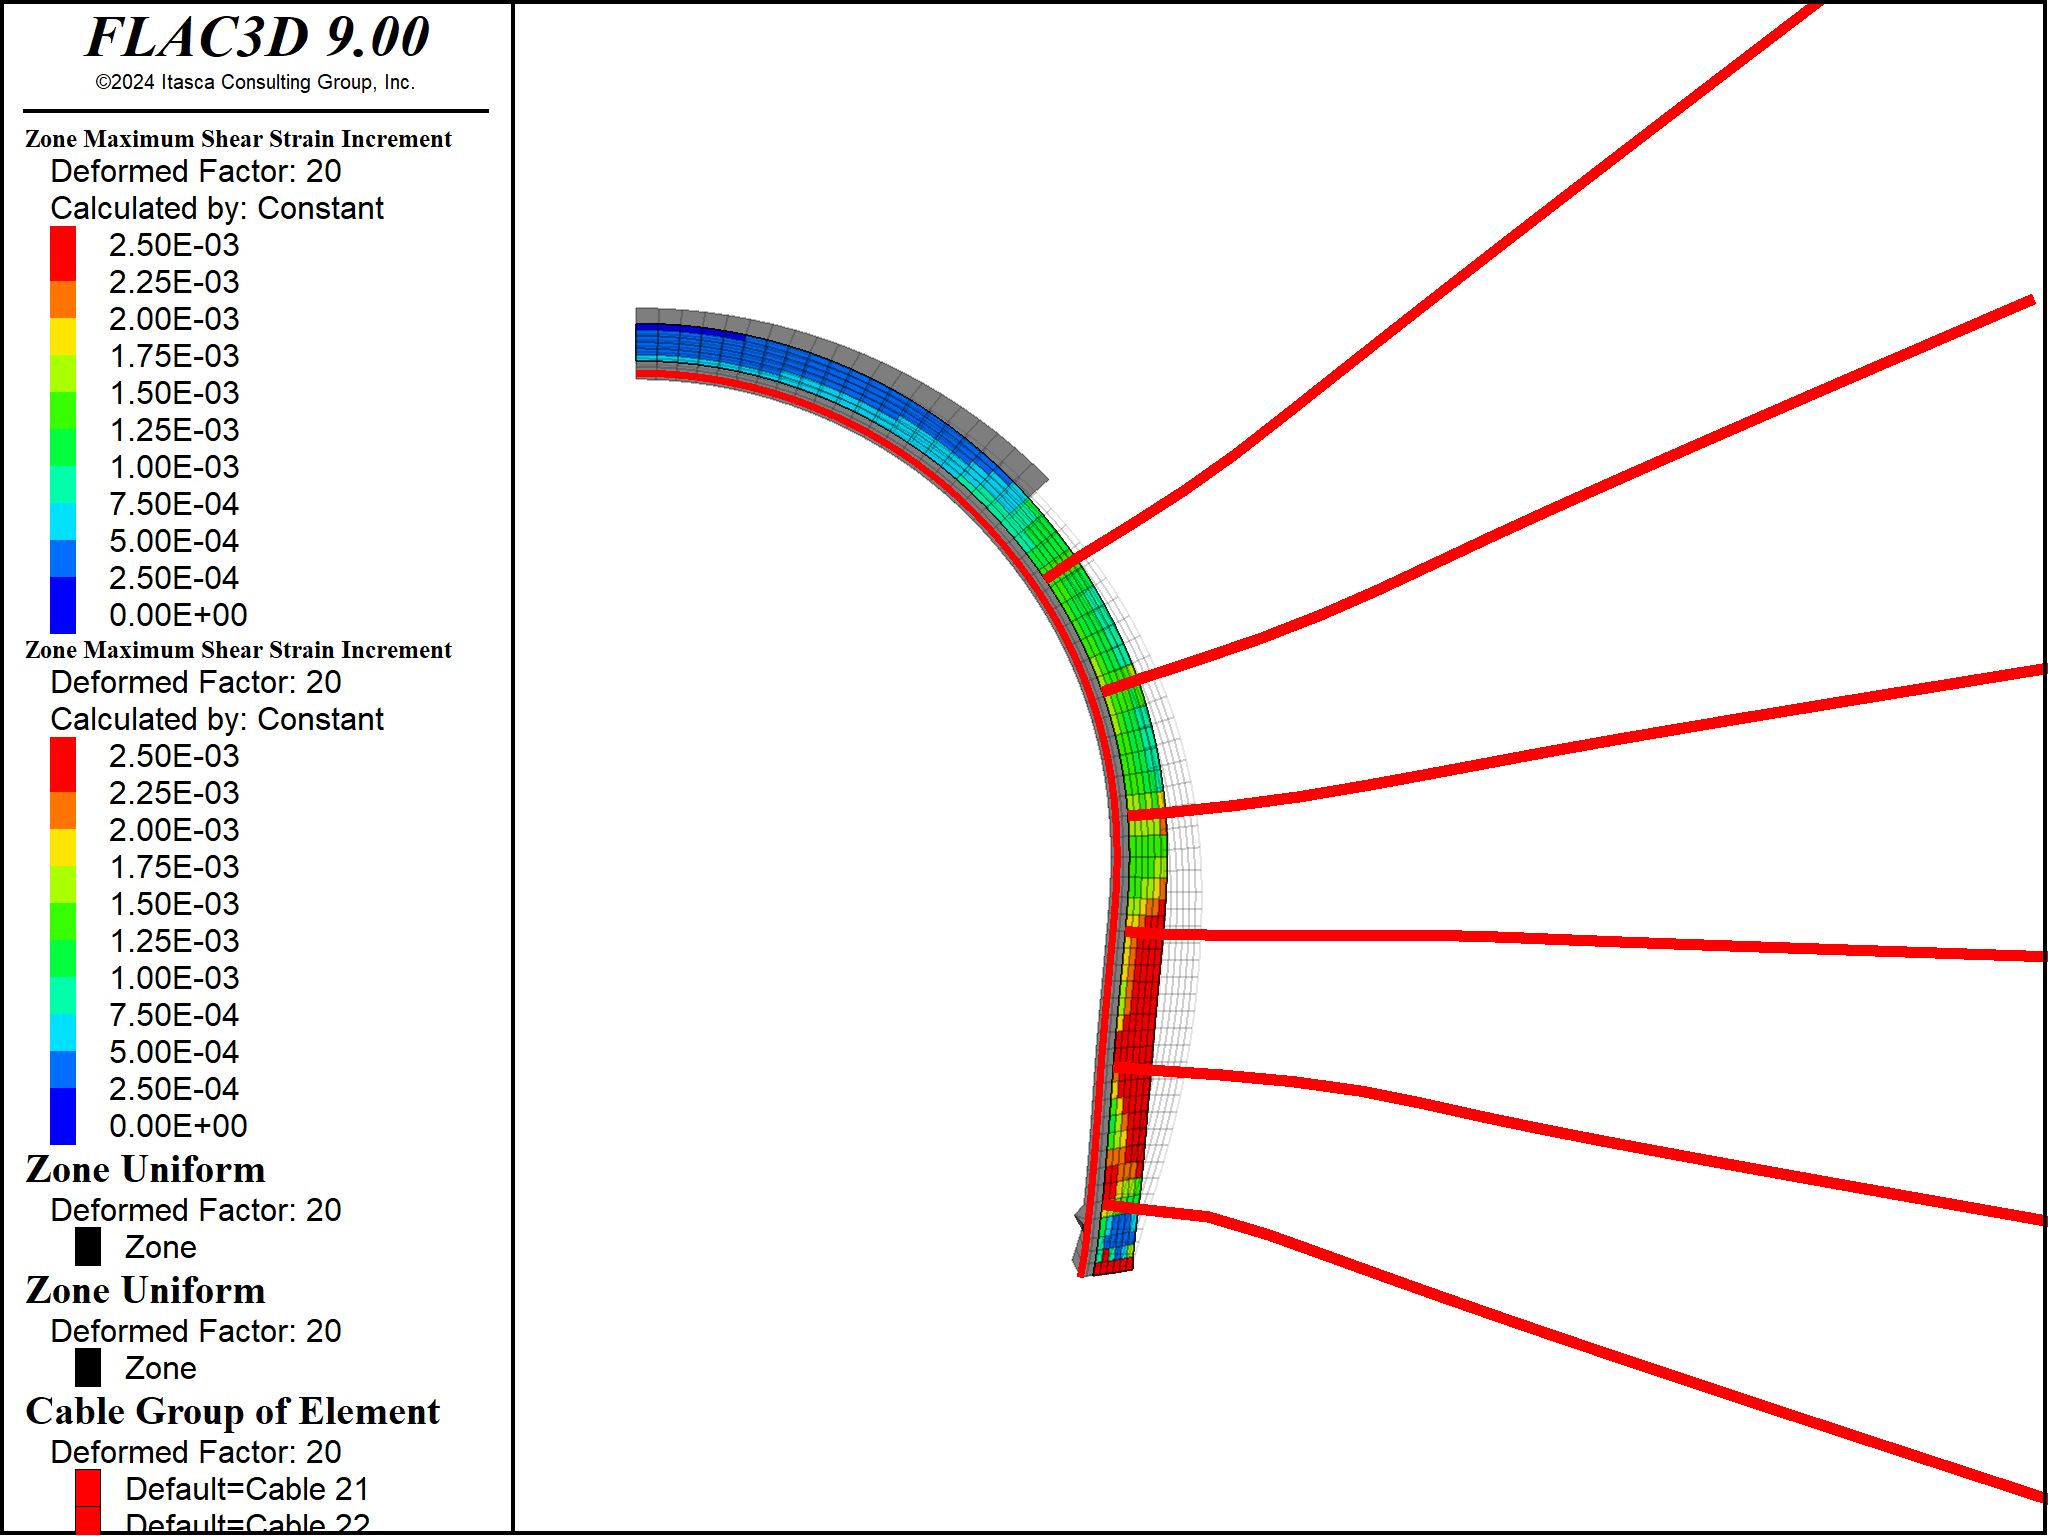 FLAC3D 9.00
©2024 Itasca Consulting Group, Inc.
Zone Maximum Shear Strain Increment
Deformed Factor: 20
Calculated by: Constant
2.50E-03
2.25E-03
2.00E-03
1.75E-03
1.50E-03
1.25E-03
1.00E-03
7.50E-04
5.00E-04
2.50E-04
0.00E+00
Zone Maximum Shear Strain Increment
Deformed Factor: 20
Calculated by: Constant
2.50E-03
2.25E-03
2.00E-03
1.75E-03
1.50E-03
1.25E-03
1.00E-03
7.50E-04
5.00E-04
2.50E-04
0.00E+00
Zone Uniform
Deformed Factor: 20
Zone
Zone Uniform
Deformed Factor: 20
Zone
Cable Group of Element
Deformed Factor: 20
Default=Cable 21
Default=Cable 22